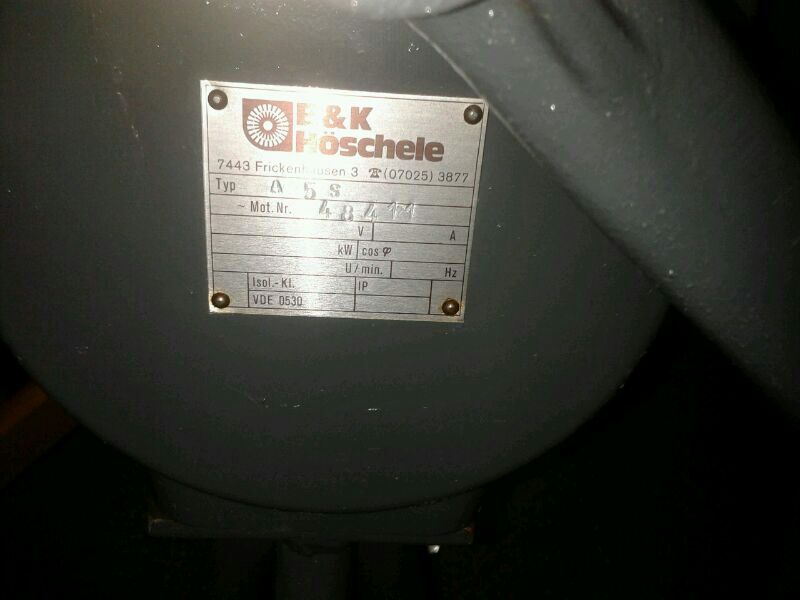 B & K
Höschele
7443 Frickenhausen 3 ☎ (07025) 3877
Typ A 5 S
~ Mot. Nr. 48411
V A
kW cos φ
U/min. Hz
Isol.-Kl. IP
VDE 0530